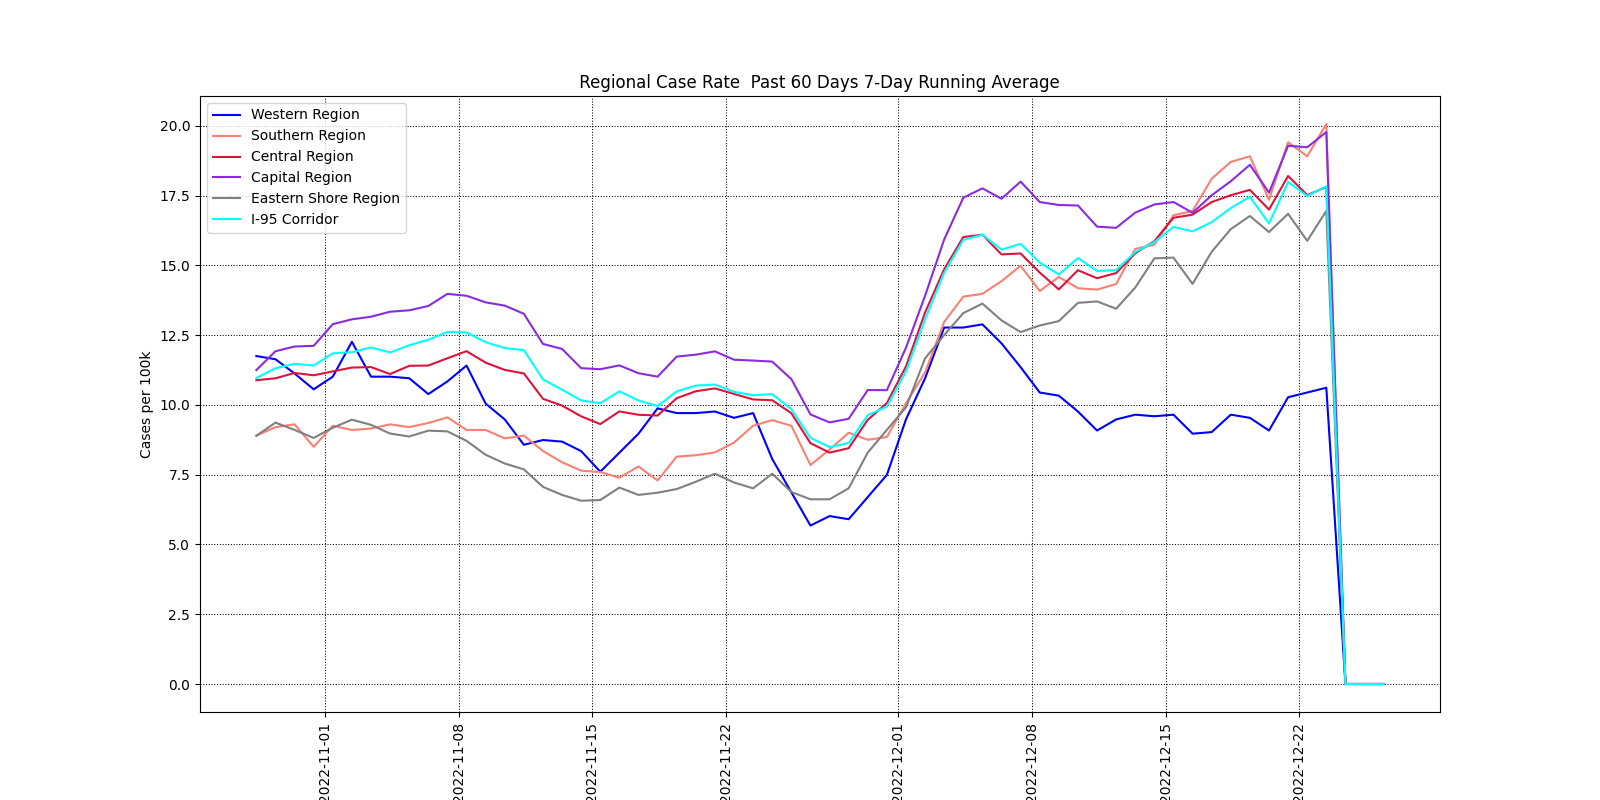 Regional Case Rate  Past 60 Days 7-Day Running Average
Western Region
Southern Region
Central Region
Capital Region
Eastern Shore Region
I-95 Corridor
Cases per 100k
20.0
17.5
15.0
12.5
10.0
7.5
5.0
2.5
0.0
2022-11-01
2022-11-08
2022-11-15
2022-11-22
2022-12-01
2022-12-08
2022-12-15
2022-12-22